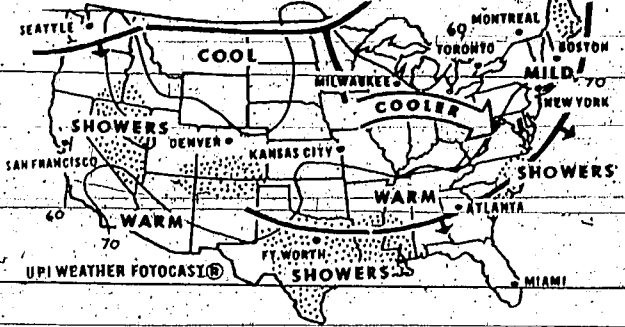 SEATTLE
60
MONTREAL
TORONTO
BOSTON
COOL
MILD
MILWAUKEE
70
COOLER
NEW YORK
SHOWERS
DENVER
KANSAS CITY
SAN FRANCISCO
SHOWERS
WARM
ATLANTA
60
WARM
70
FT. WORTH
UPI WEATHER FOTOCAST®
SHOWERS
MIAMI